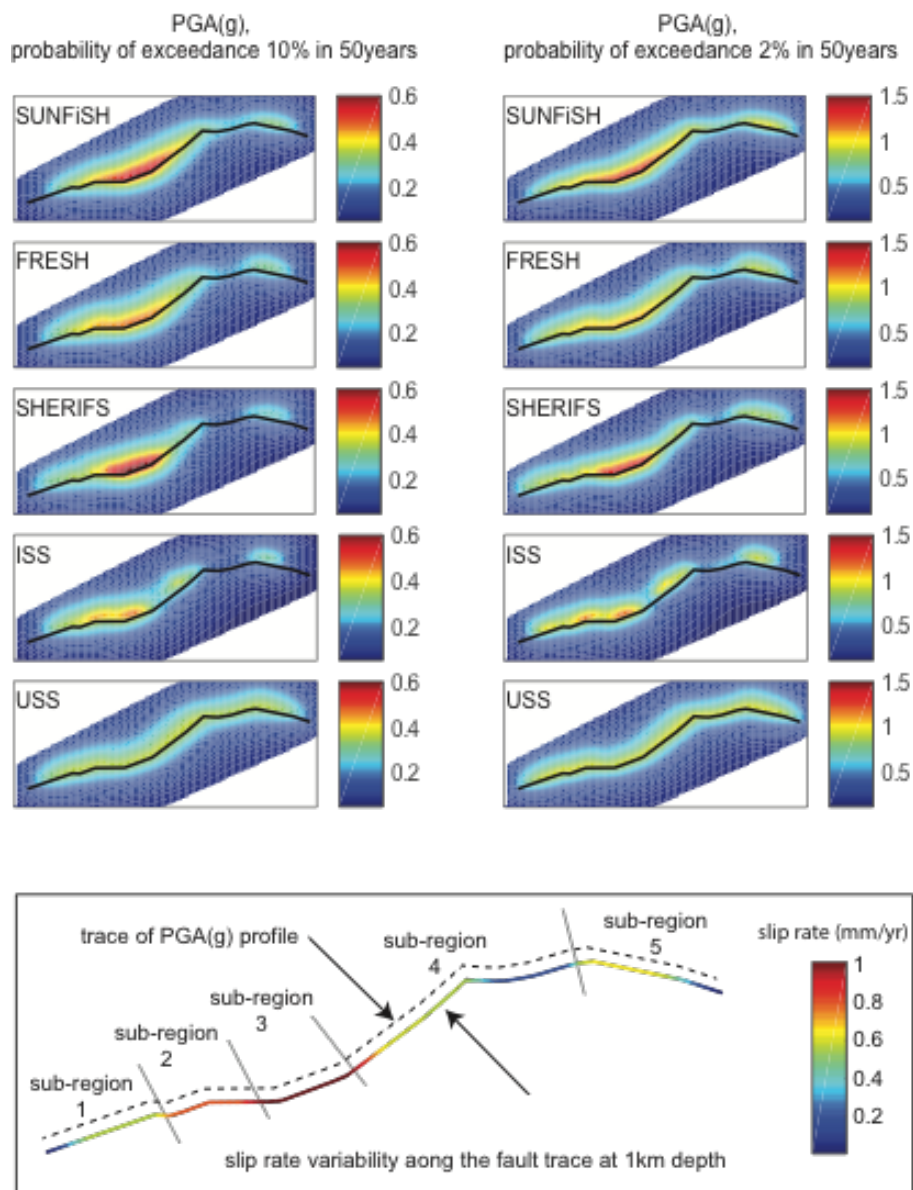 PGA(g),
probability of exceedance 10% in 50years
PGA(g),
probability of exceedance 2% in 50years
SUNFiSH
0.6
0.4
0.2
SUNFiSH
1.5
1
0.5
FRESH
0.6
0.4
0.2
FRESH
1.5
1
0.5
SHERIFS
0.6
0.4
0.2
SHERIFS
1.5
1
0.5
ISS
0.6
0.4
0.2
ISS
1.5
1
0.5
USS
0.6
0.4
0.2
USS
1.5
1
0.5
trace of PGA(g) profile
sub-region
4
sub-region
5
slip rate (mm/yr)
1
0.8
0.6
0.4
0.2
sub-region
3
sub-region
2
sub-region
1
slip rate variability aong the fault trace at 1km depth